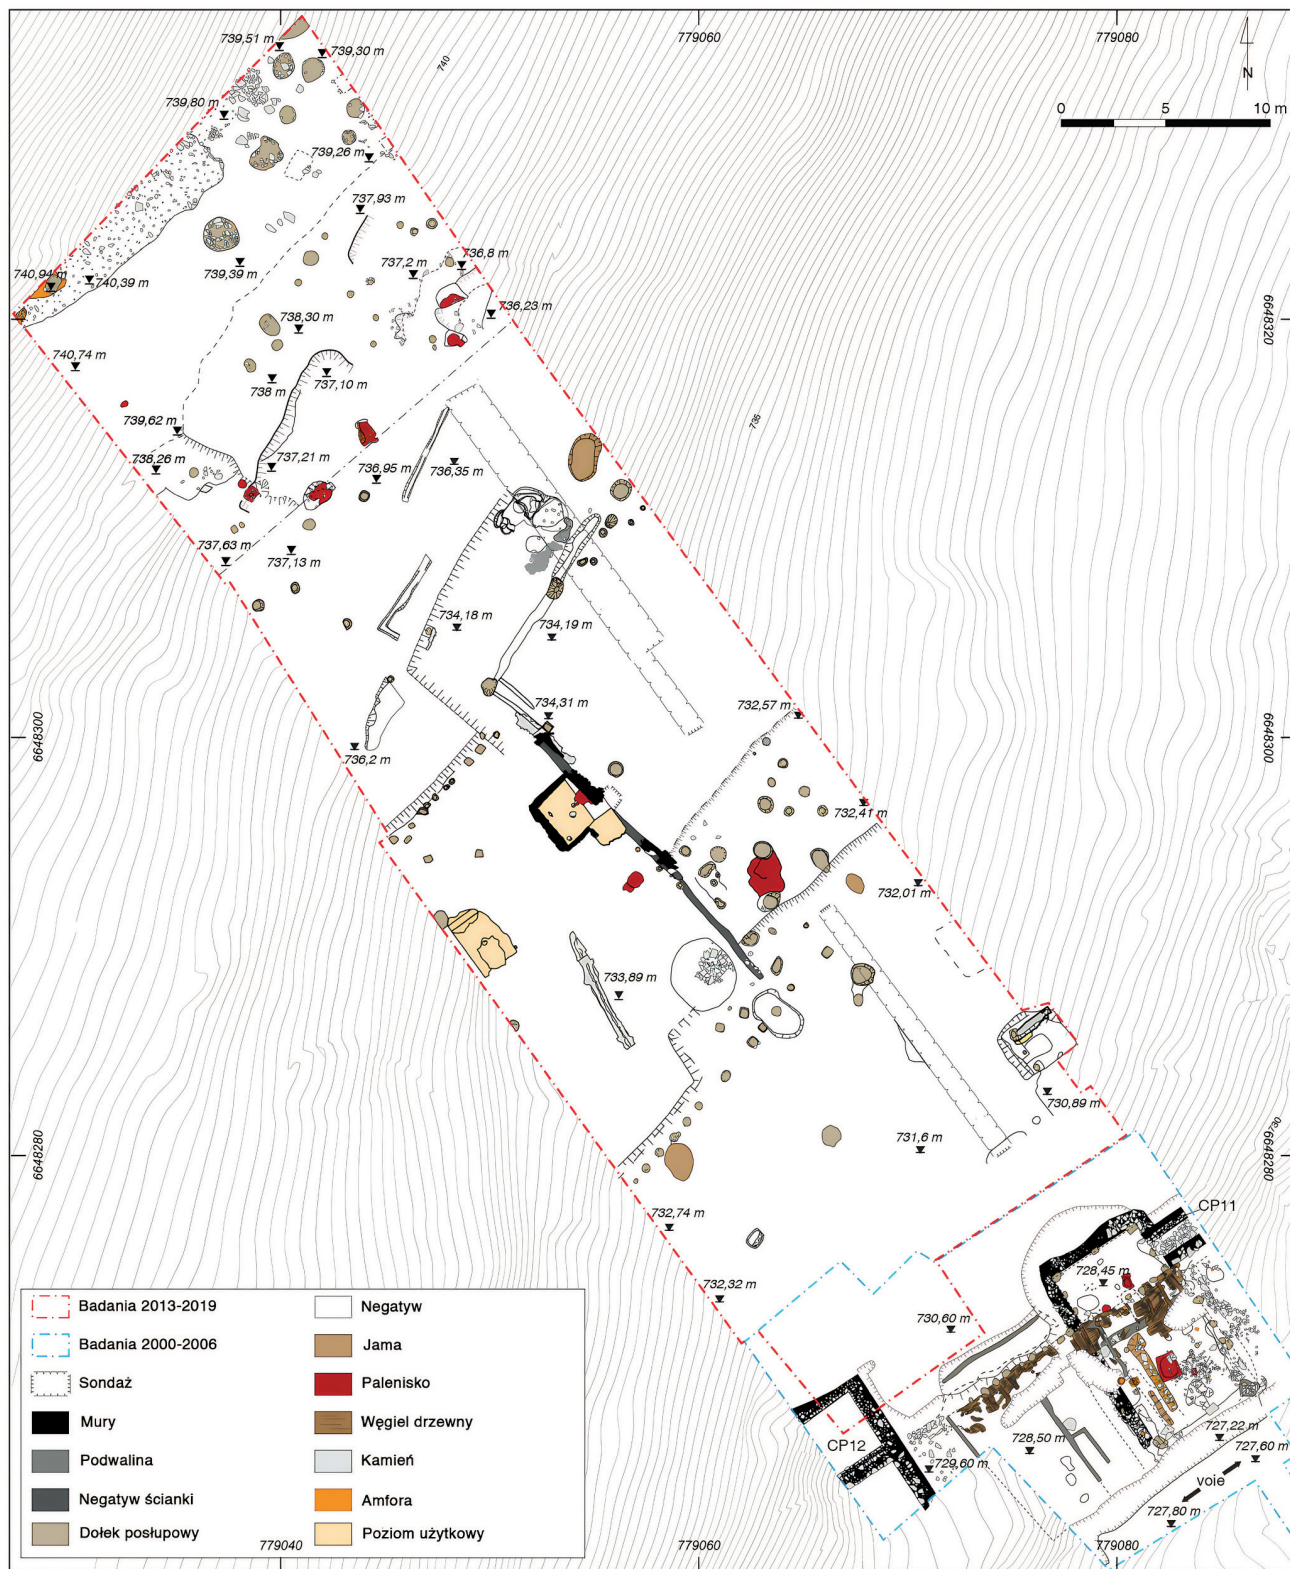 779060
779080
N
0 5 10 m
740
739,51 m
739,30 m
739,80 m
739,26 m
737,93 m
740,94 m
740,39 m
739,39 m
737,2 m
736,8 m
736,23 m
738,30 m
6648320
6648320
740,74 m
738 m
737,10 m
739,62 m
738,26 m
737,21 m
736,95 m
736,35 m
735
737,63 m
737,13 m
734,18 m
734,19 m
734,31 m
732,57 m
6648300
6648300
736,2 m
732,41 m
732,01 m
733,89 m
730,89 m
731,6 m
730
6648280
6648280
732,74 m
CP11
728,45 m
732,32 m
730,60 m
CP12
729,60 m
728,50 m
727,22 m
727,60 m
voie
727,80 m
Badania 2013-2019
Badania 2000-2006
Sondaż
Mury
Podwalina
Negatyw ścianki
Dołek posłupowy
Negatyw
Jama
Palenisko
Węgiel drzewny
Kamień
Amfora
Poziom użytkowy
779040
779060
779080